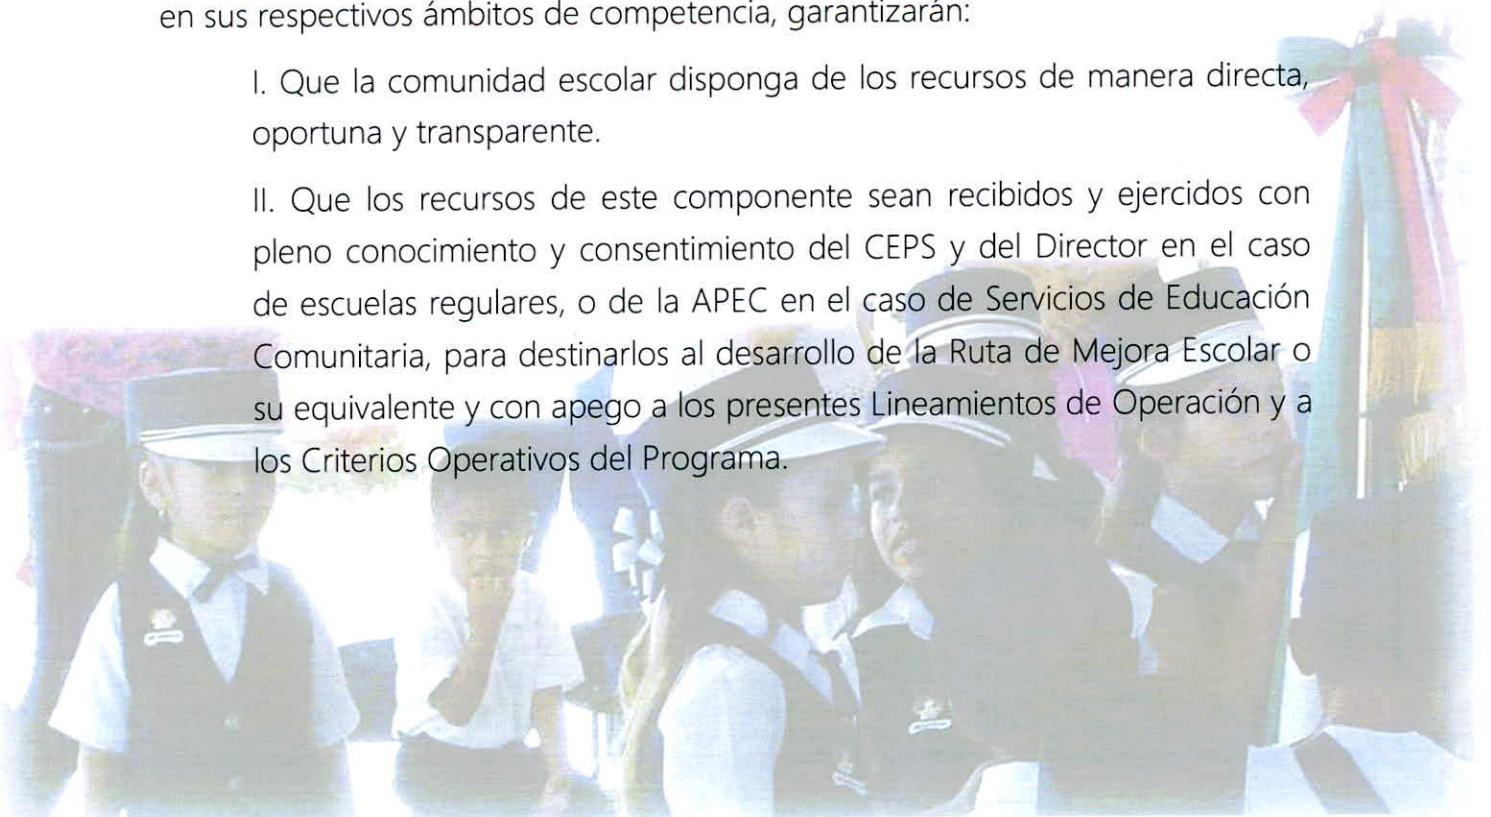 en sus respectivos ámbitos de competencia, garantizarán:
I. Que la comunidad escolar disponga de los recursos de manera directa,
oportuna y transparente.
II. Que los recursos de este componente sean recibidos y ejercidos con
pleno conocimiento y consentimiento del CEPS y del Director en el caso
de escuelas regulares, o de la APEC en el caso de Servicios de Educación
Comunitaria, para destinarlos al desarrollo de la Ruta de Mejora Escolar o
su equivalente y con apego a los presentes Lineamientos de Operación y a
los Criterios Operativos del Programa.